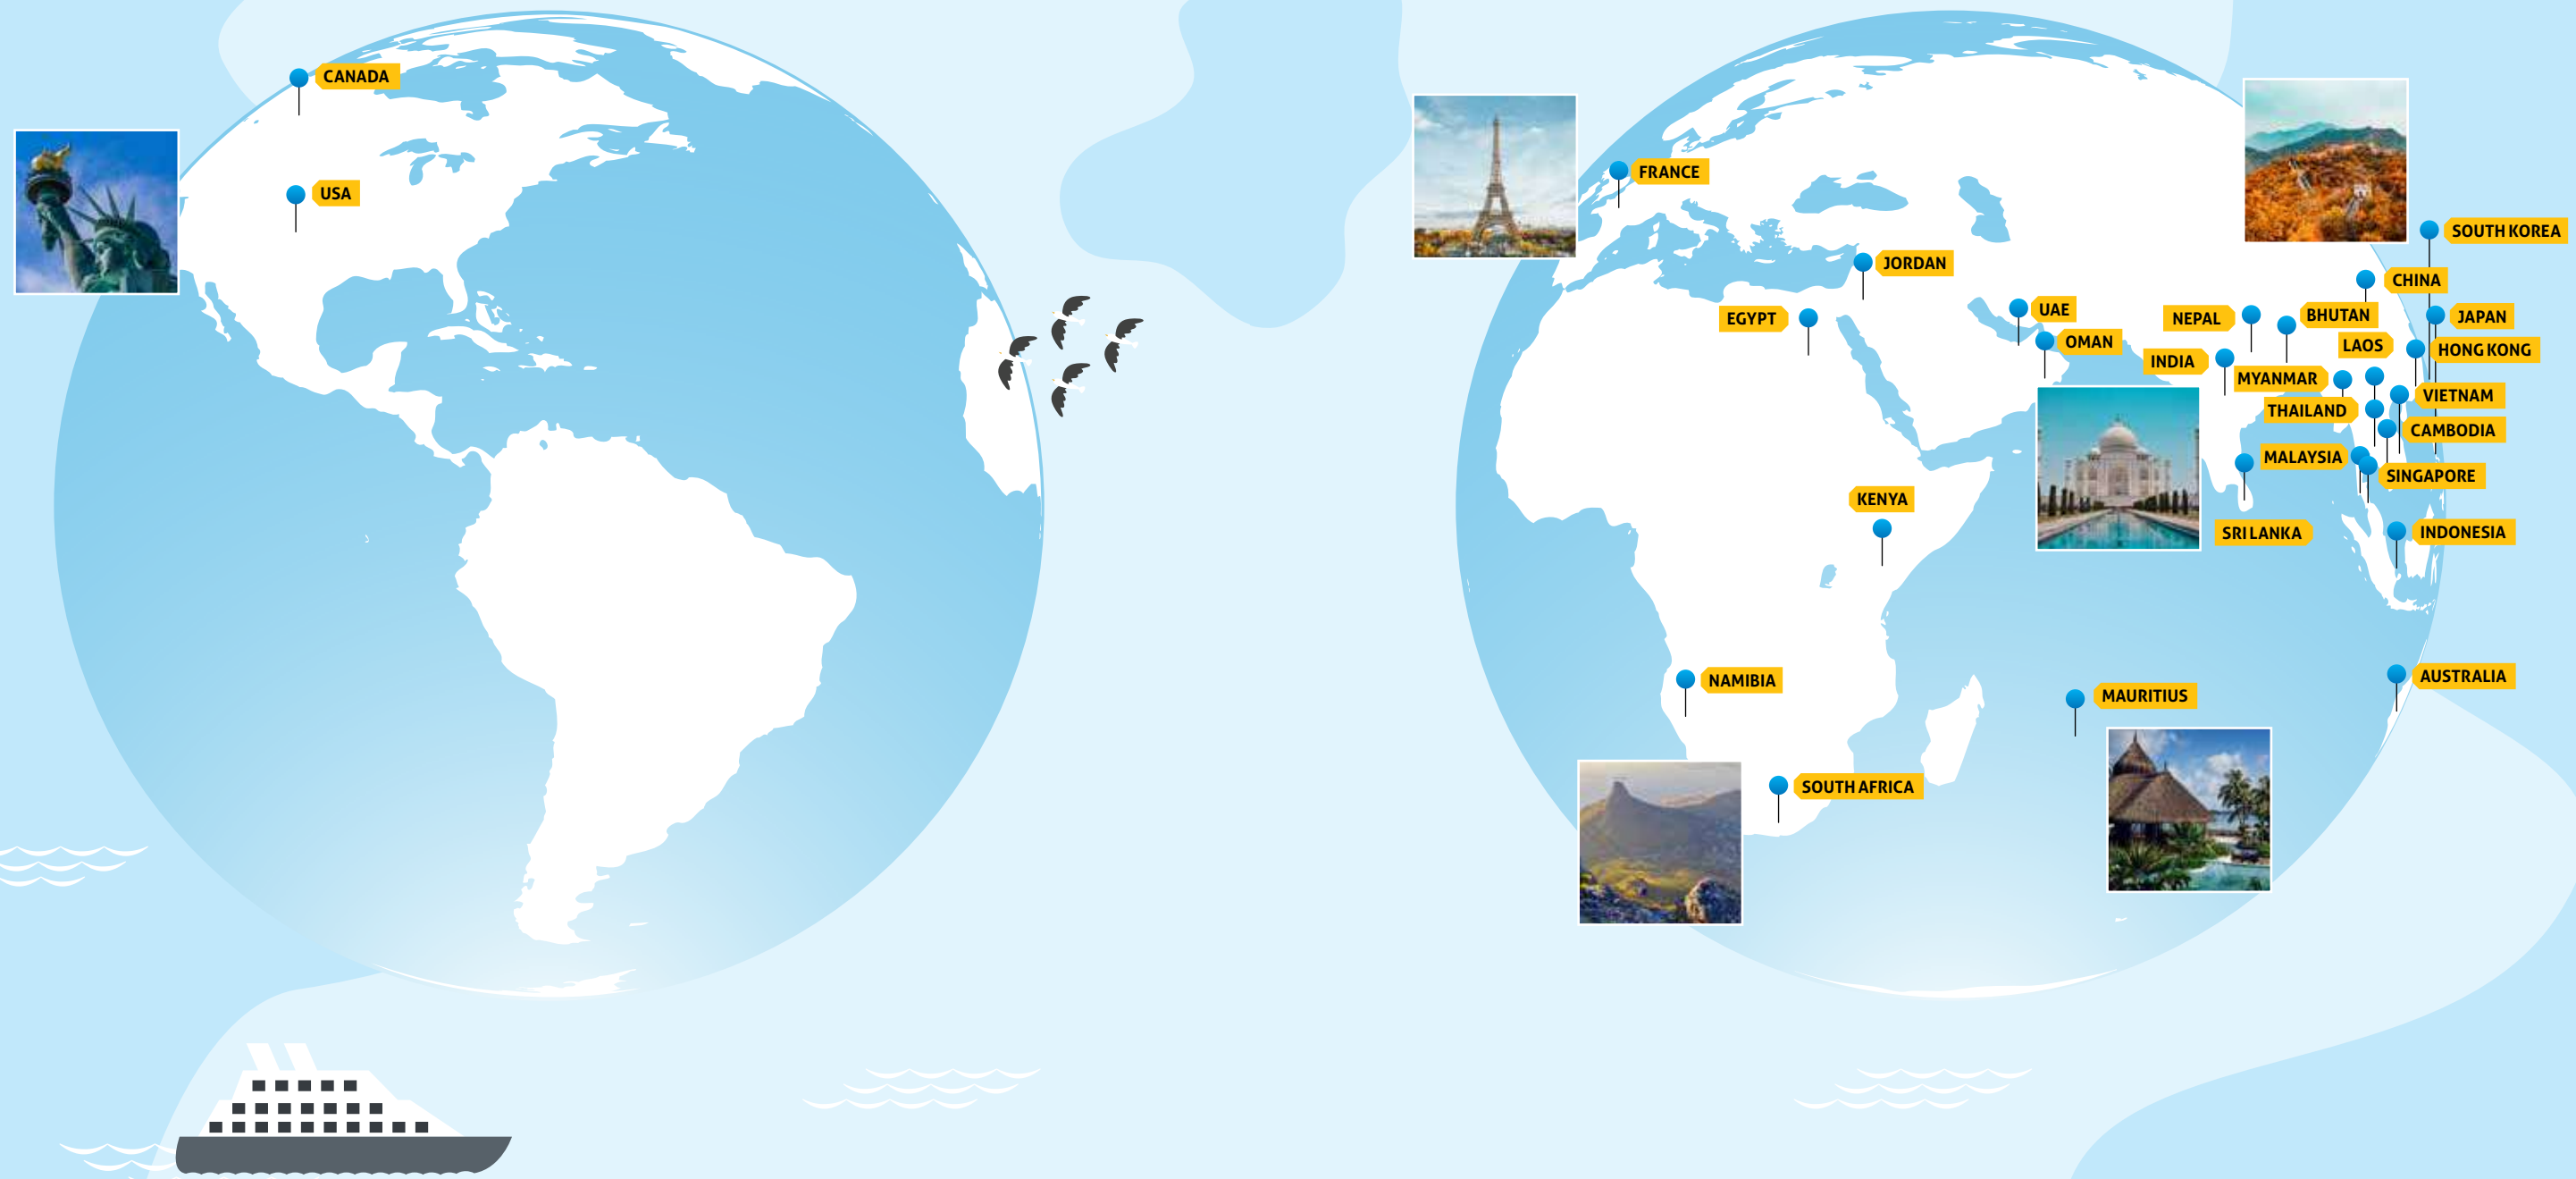 CANADA
USA
FRANCE
SOUTH KOREA
JORDAN
CHINA
EGYPT
UAE
NEPAL
BHUTAN
JAPAN
OMAN
LAOS
HONG KONG
INDIA
MYANMAR
VIETNAM
THAILAND
CAMBODIA
MALAYSIA
SINGAPORE
KENYA
SRI LANKA
INDONESIA
NAMIBIA
AUSTRALIA
MAURITIUS
SOUTH AFRICA